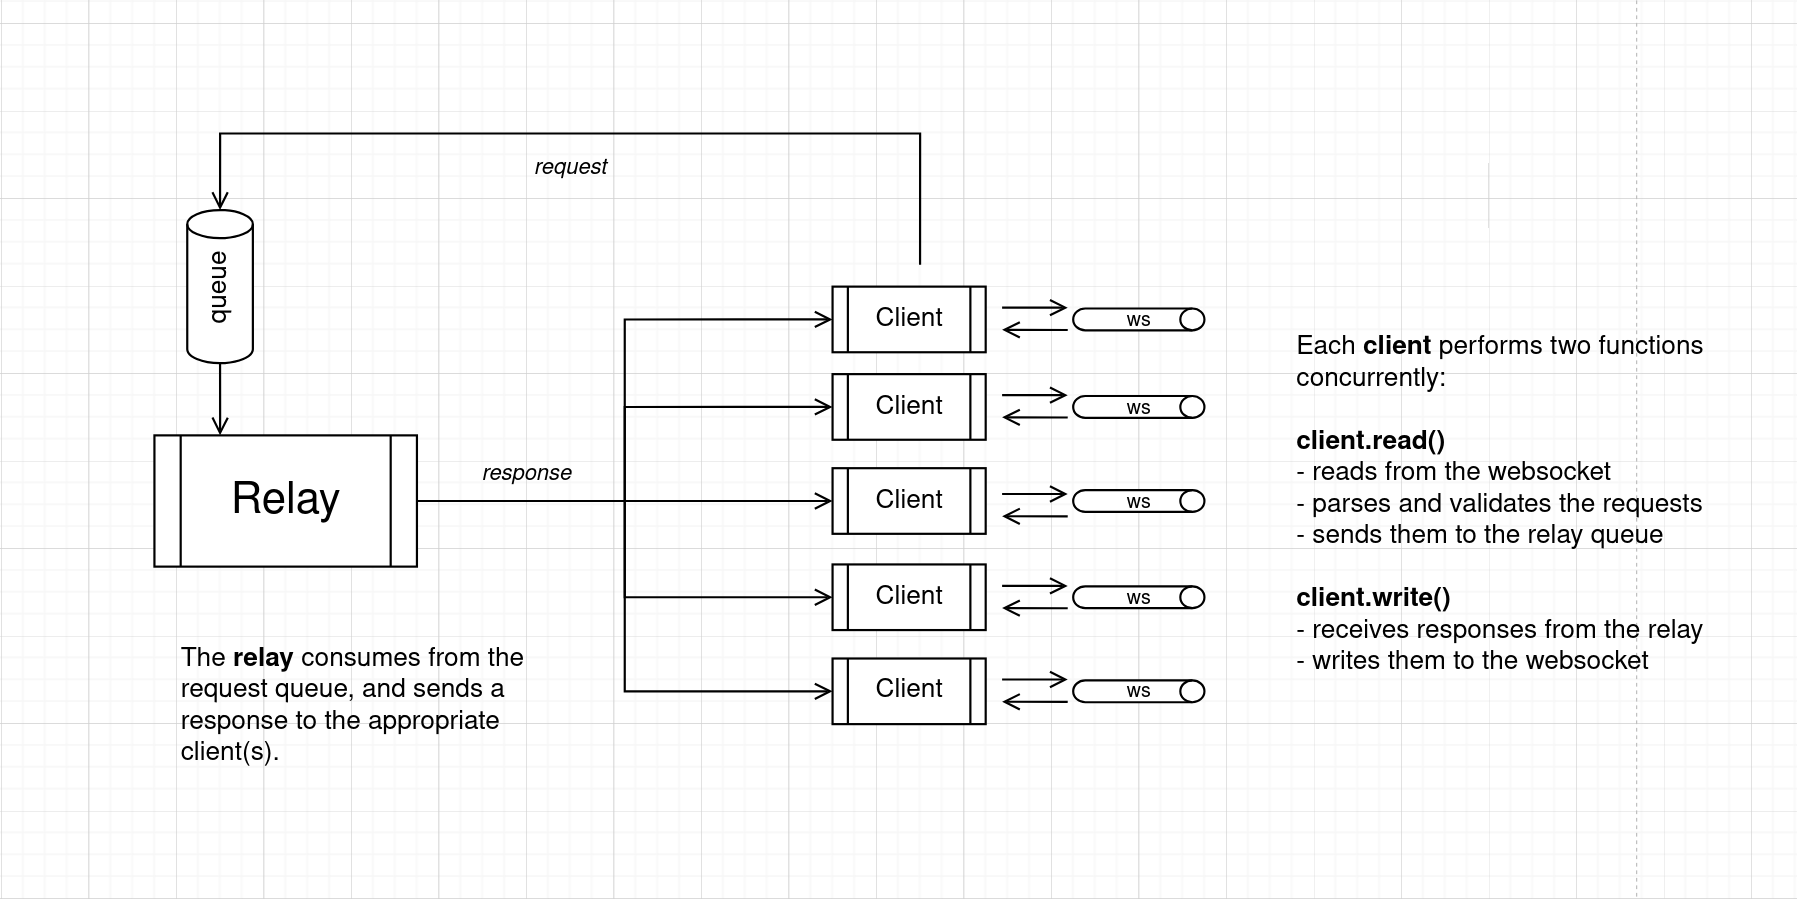 request
queue
Relay
response
Client
ws
Client
ws
Client
ws
Client
ws
Client
ws
The relay consumes from the
request queue, and sends a
response to the appropriate
client(s).
Each client performs two functions
concurrently:
client.read()
- reads from the websocket
- parses and validates the requests
- sends them to the relay queue
client.write()
- receives responses from the relay
- writes them to the websocket